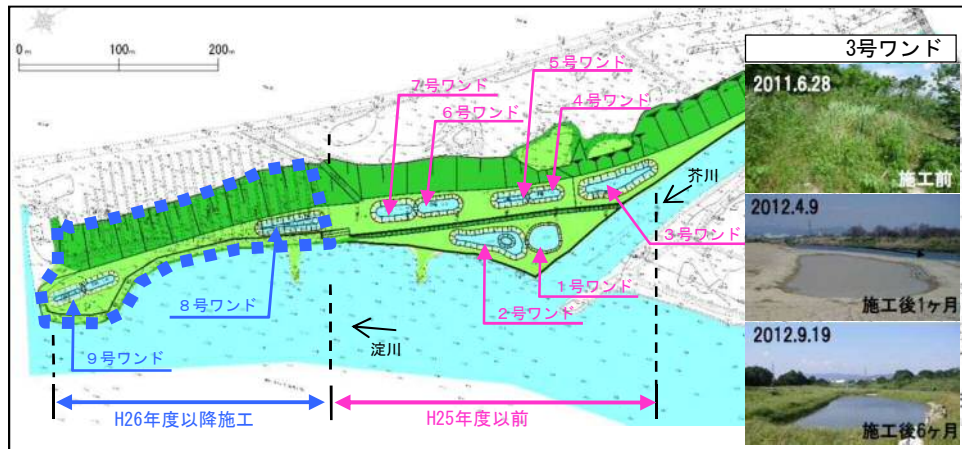 0m 100m 200m
3号ワンド
2011.6.28
施工前
2012.4.9
施工後1ヶ月
2012.9.19
施工後6ヶ月
7号ワンド
6号ワンド
5号ワンド
4号ワンド
芥川
3号ワンド
1号ワンド
2号ワンド
8号ワンド
9号ワンド
淀川
H26年度以降施工
H25年度以前